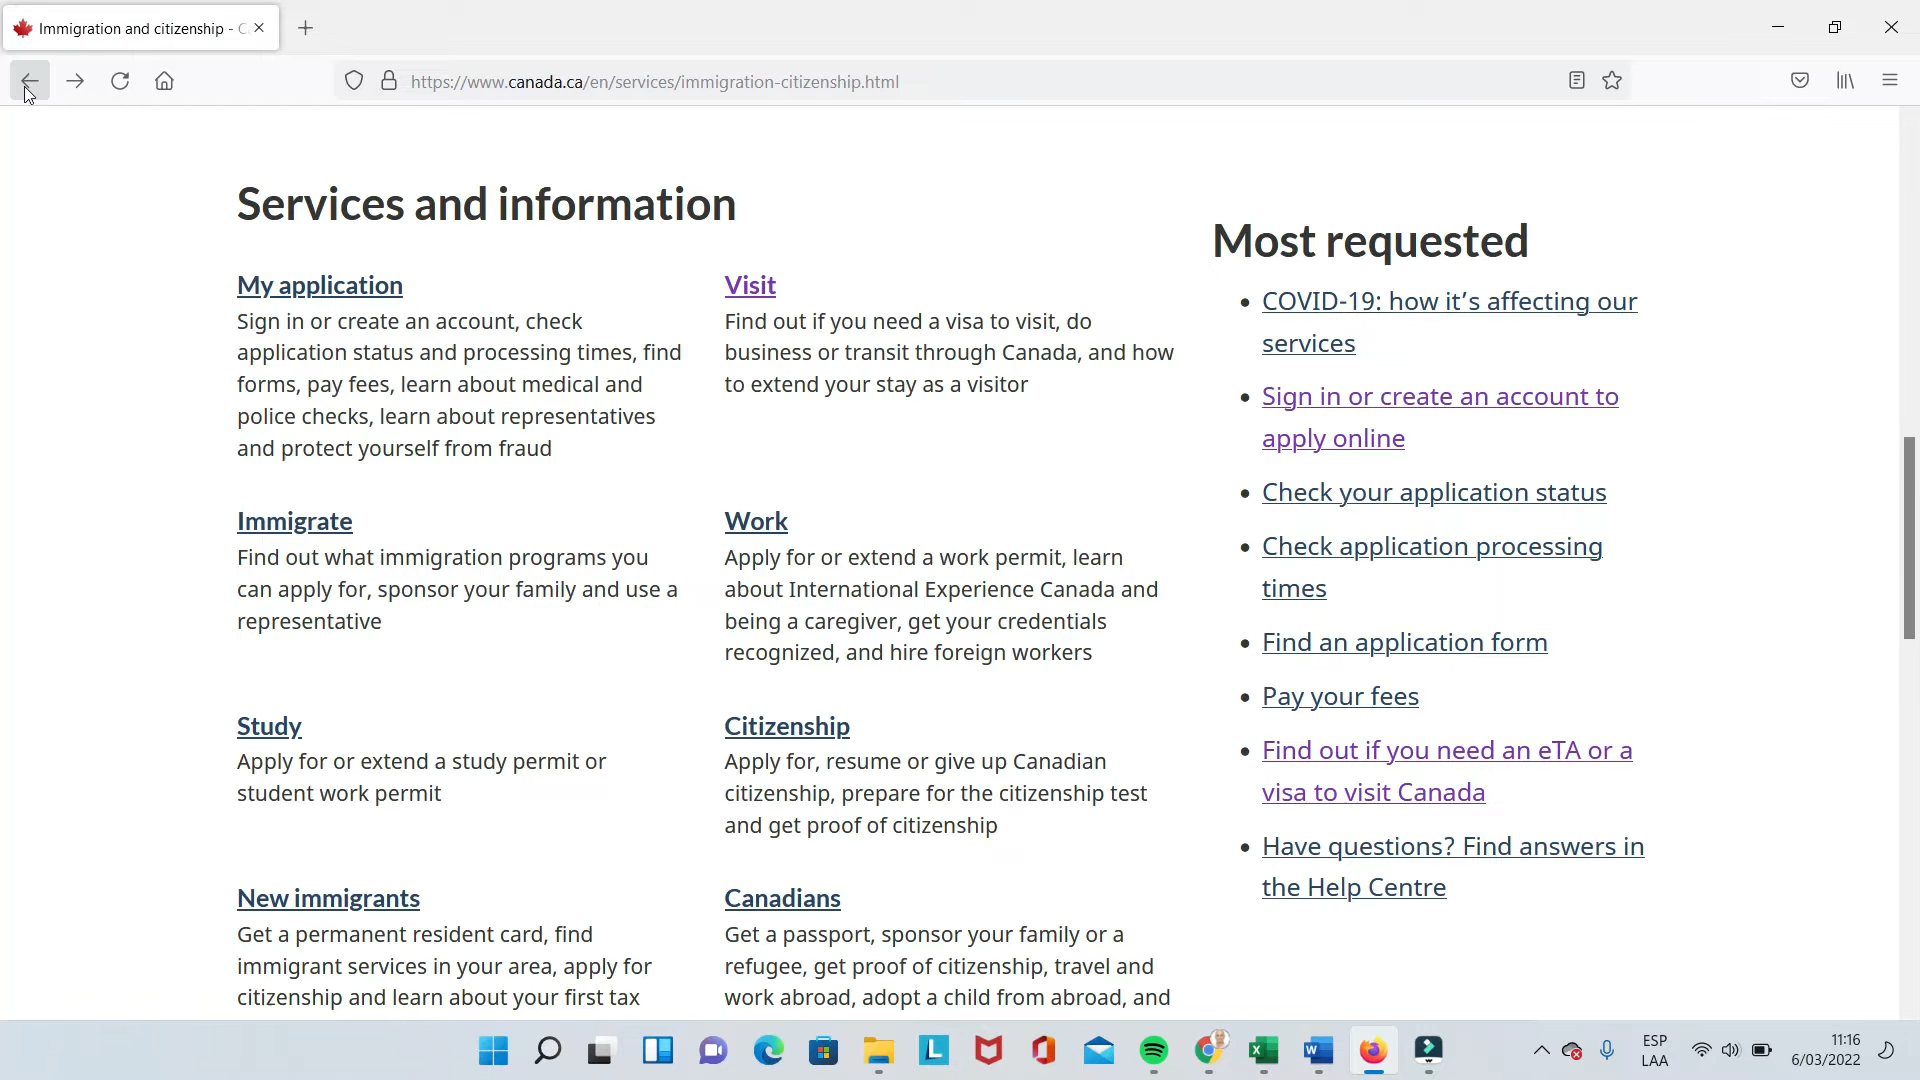 Immigration and citizenship - C
https://www.canada.ca/en/services/immigration-citizenship.html
Services and information
My application
Sign in or create an account, check
application status and processing times, find
forms, pay fees, learn about medical and
police checks, learn about representatives
and protect yourself from fraud
Visit
Find out if you need a visa to visit, do
business or transit through Canada, and how
to extend your stay as a visitor
Immigrate
Find out what immigration programs you
can apply for, sponsor your family and use a
representative
Work
Apply for or extend a work permit, learn
about International Experience Canada and
being a caregiver, get your credentials
recognized, and hire foreign workers
Study
Apply for or extend a study permit or
student work permit
Citizenship
Apply for, resume or give up Canadian
citizenship, prepare for the citizenship test
and get proof of citizenship
New immigrants
Get a permanent resident card, find
immigrant services in your area, apply for
citizenship and learn about your first tax
Canadians
Get a passport, sponsor your family or a
refugee, get proof of citizenship, travel and
work abroad, adopt a child from abroad, and
Most requested
COVID-19: how it’s affecting our
services
Sign in or create an account to
apply online
Check your application status
Check application processing
times
Find an application form
Pay your fees
Find out if you need an eTA or a
visa to visit Canada
Have questions? Find answers in
the Help Centre
ESP
LAA
11:16
6/03/2022